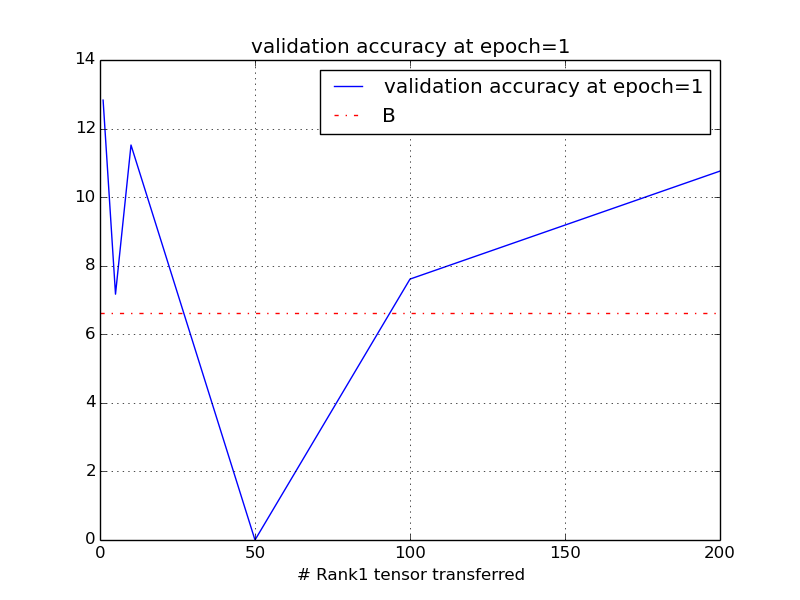 validation accuracy at epoch=1
validation accuracy at epoch=1
B
14
12
10
8
6
4
2
0
0 50 100 150 200
# Rank1 tensor transferred